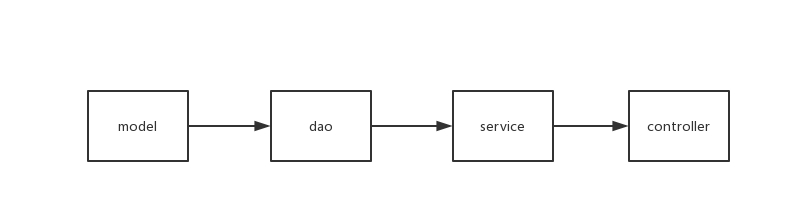 model
dao
service
controller